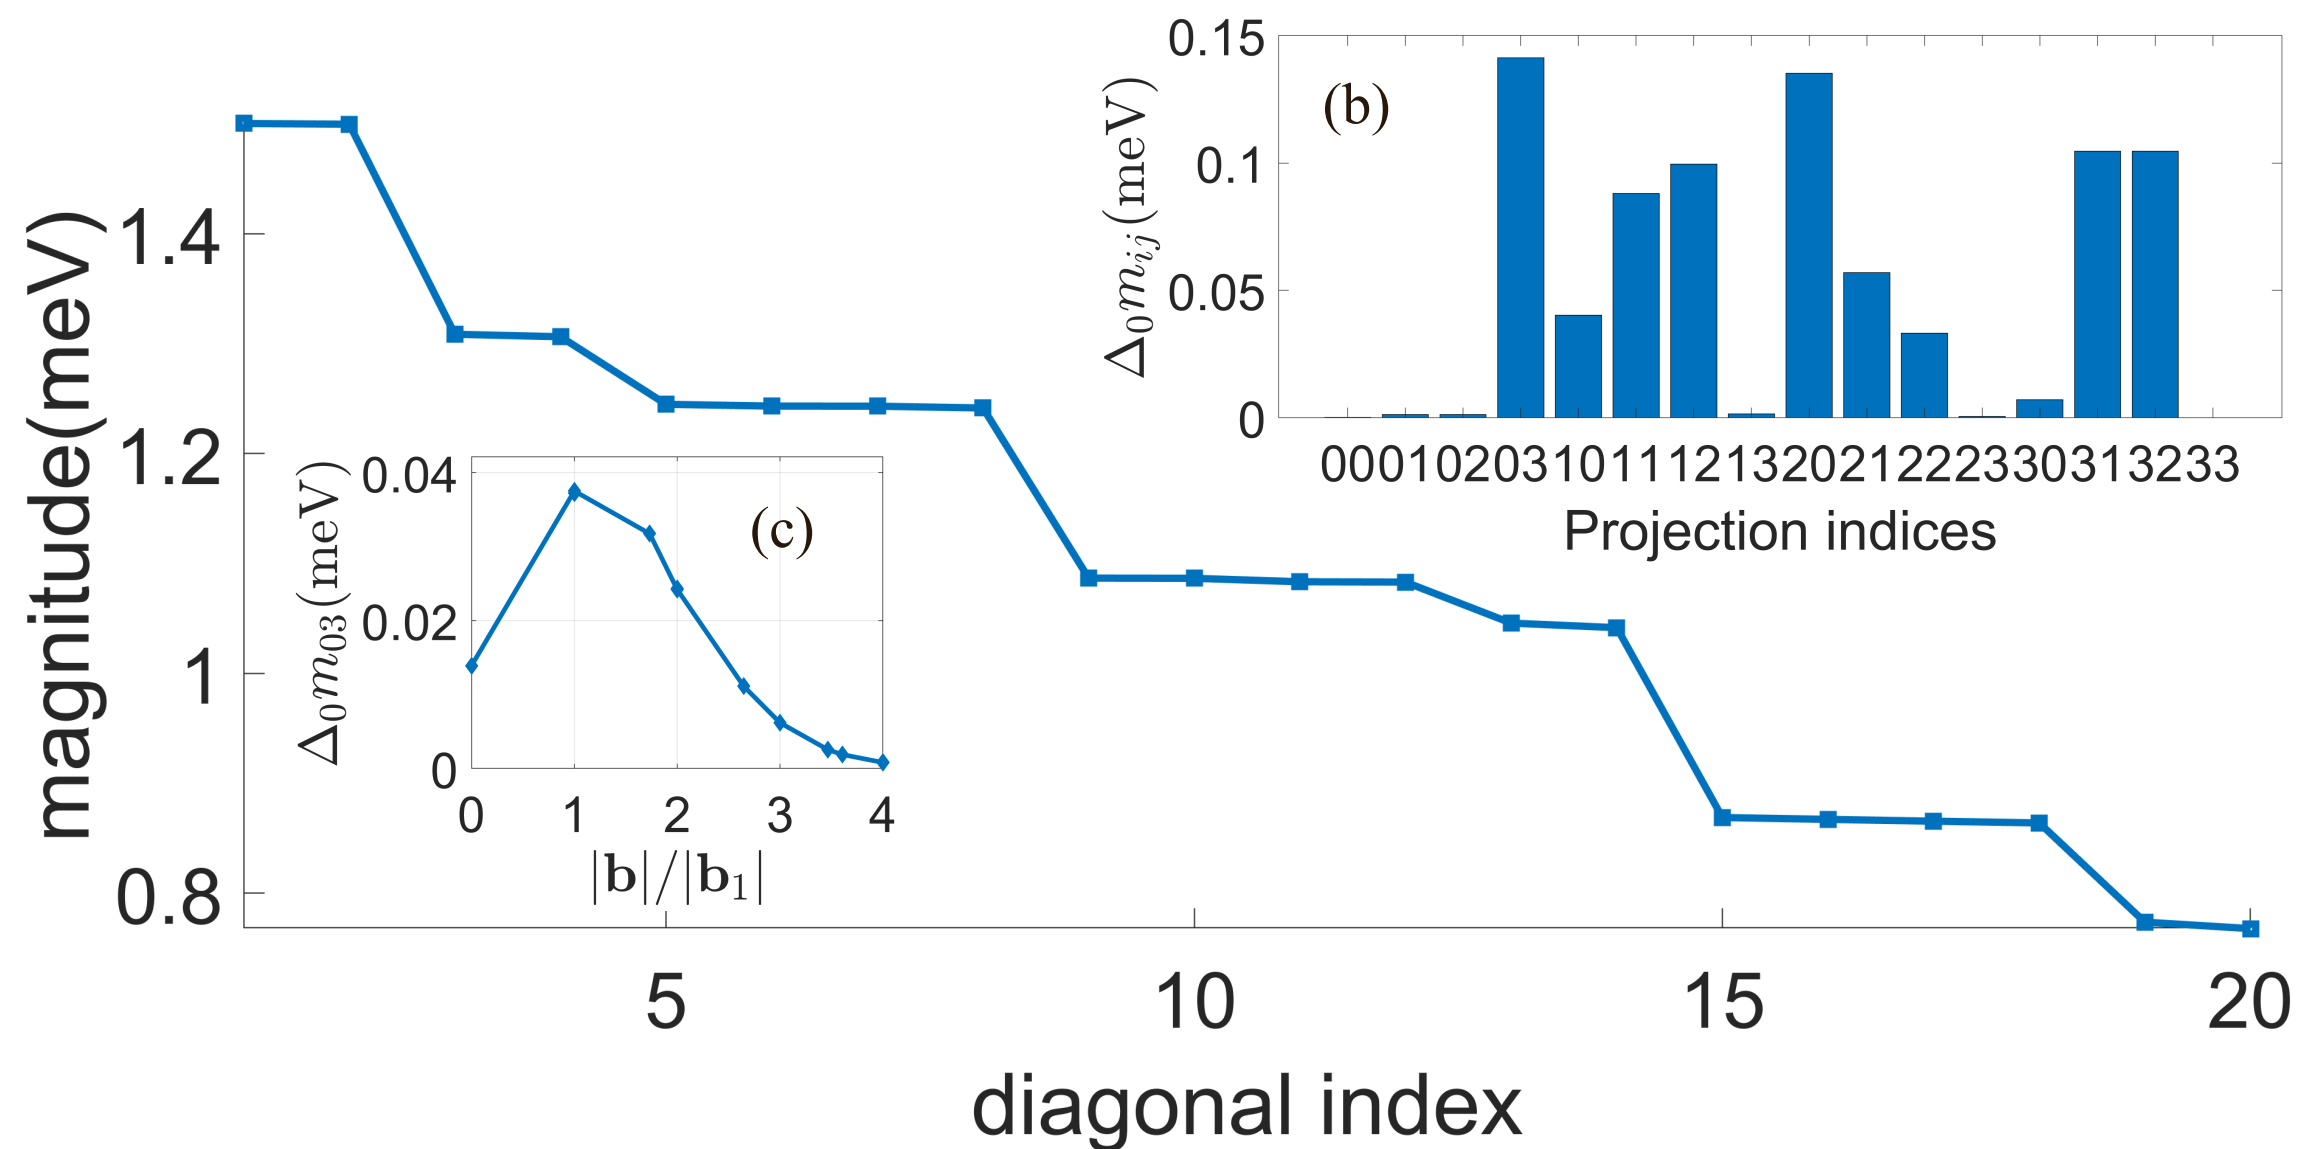 magnitude(meV)
1.4
1.2
1
0.8
5 10 15 20
diagonal index
(b)
Δ₀mᵢⱼ(meV)
0.15
0.1
0.05
0
00010203101112132021222330313233
Projection indices
(c)
Δ₀m₀₃(meV)
0.04
0.02
0
0 1 2 3 4
|b|/|b₁|